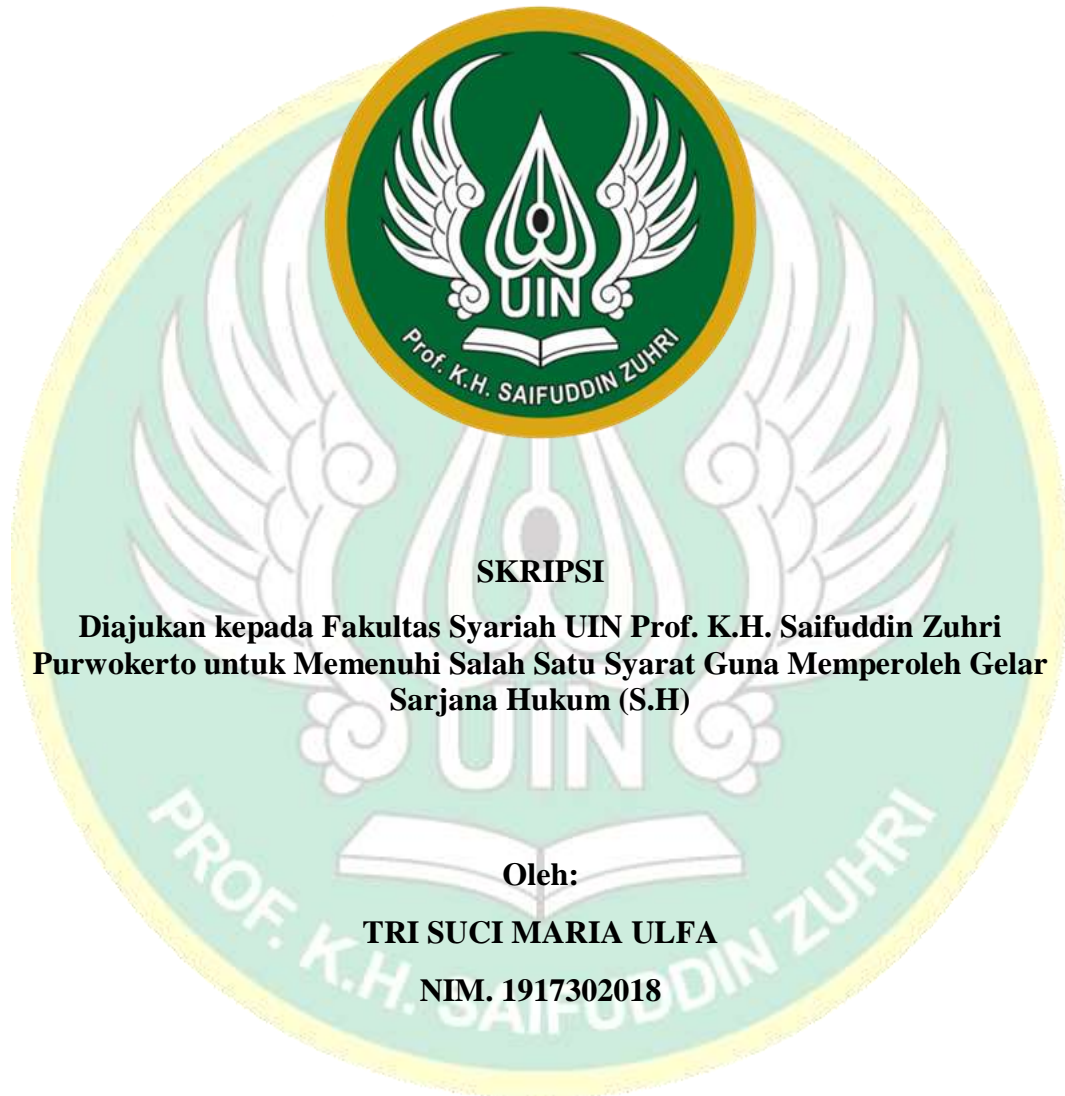 UIN
Prof. K.H. SAIFUDDIN ZUHRI
SKRIPSI
Diajukan kepada Fakultas Syariah UIN Prof. K.H. Saifuddin Zuhri
Purwokerto untuk Memenuhi Salah Satu Syarat Guna Memperoleh Gelar
Sarjana Hukum (S.H)
UIN
Oleh:
TRI SUCI MARIA ULFA
NIM. 1917302018
PROF. K.H. SAIFUDDIN ZUHRI